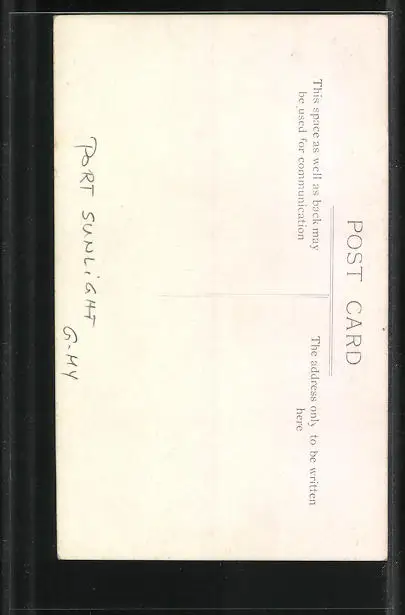 POST CARD
This space as well as back may
be used for communication
The address only to be written
here
PORT SUNLIGHT G-MY